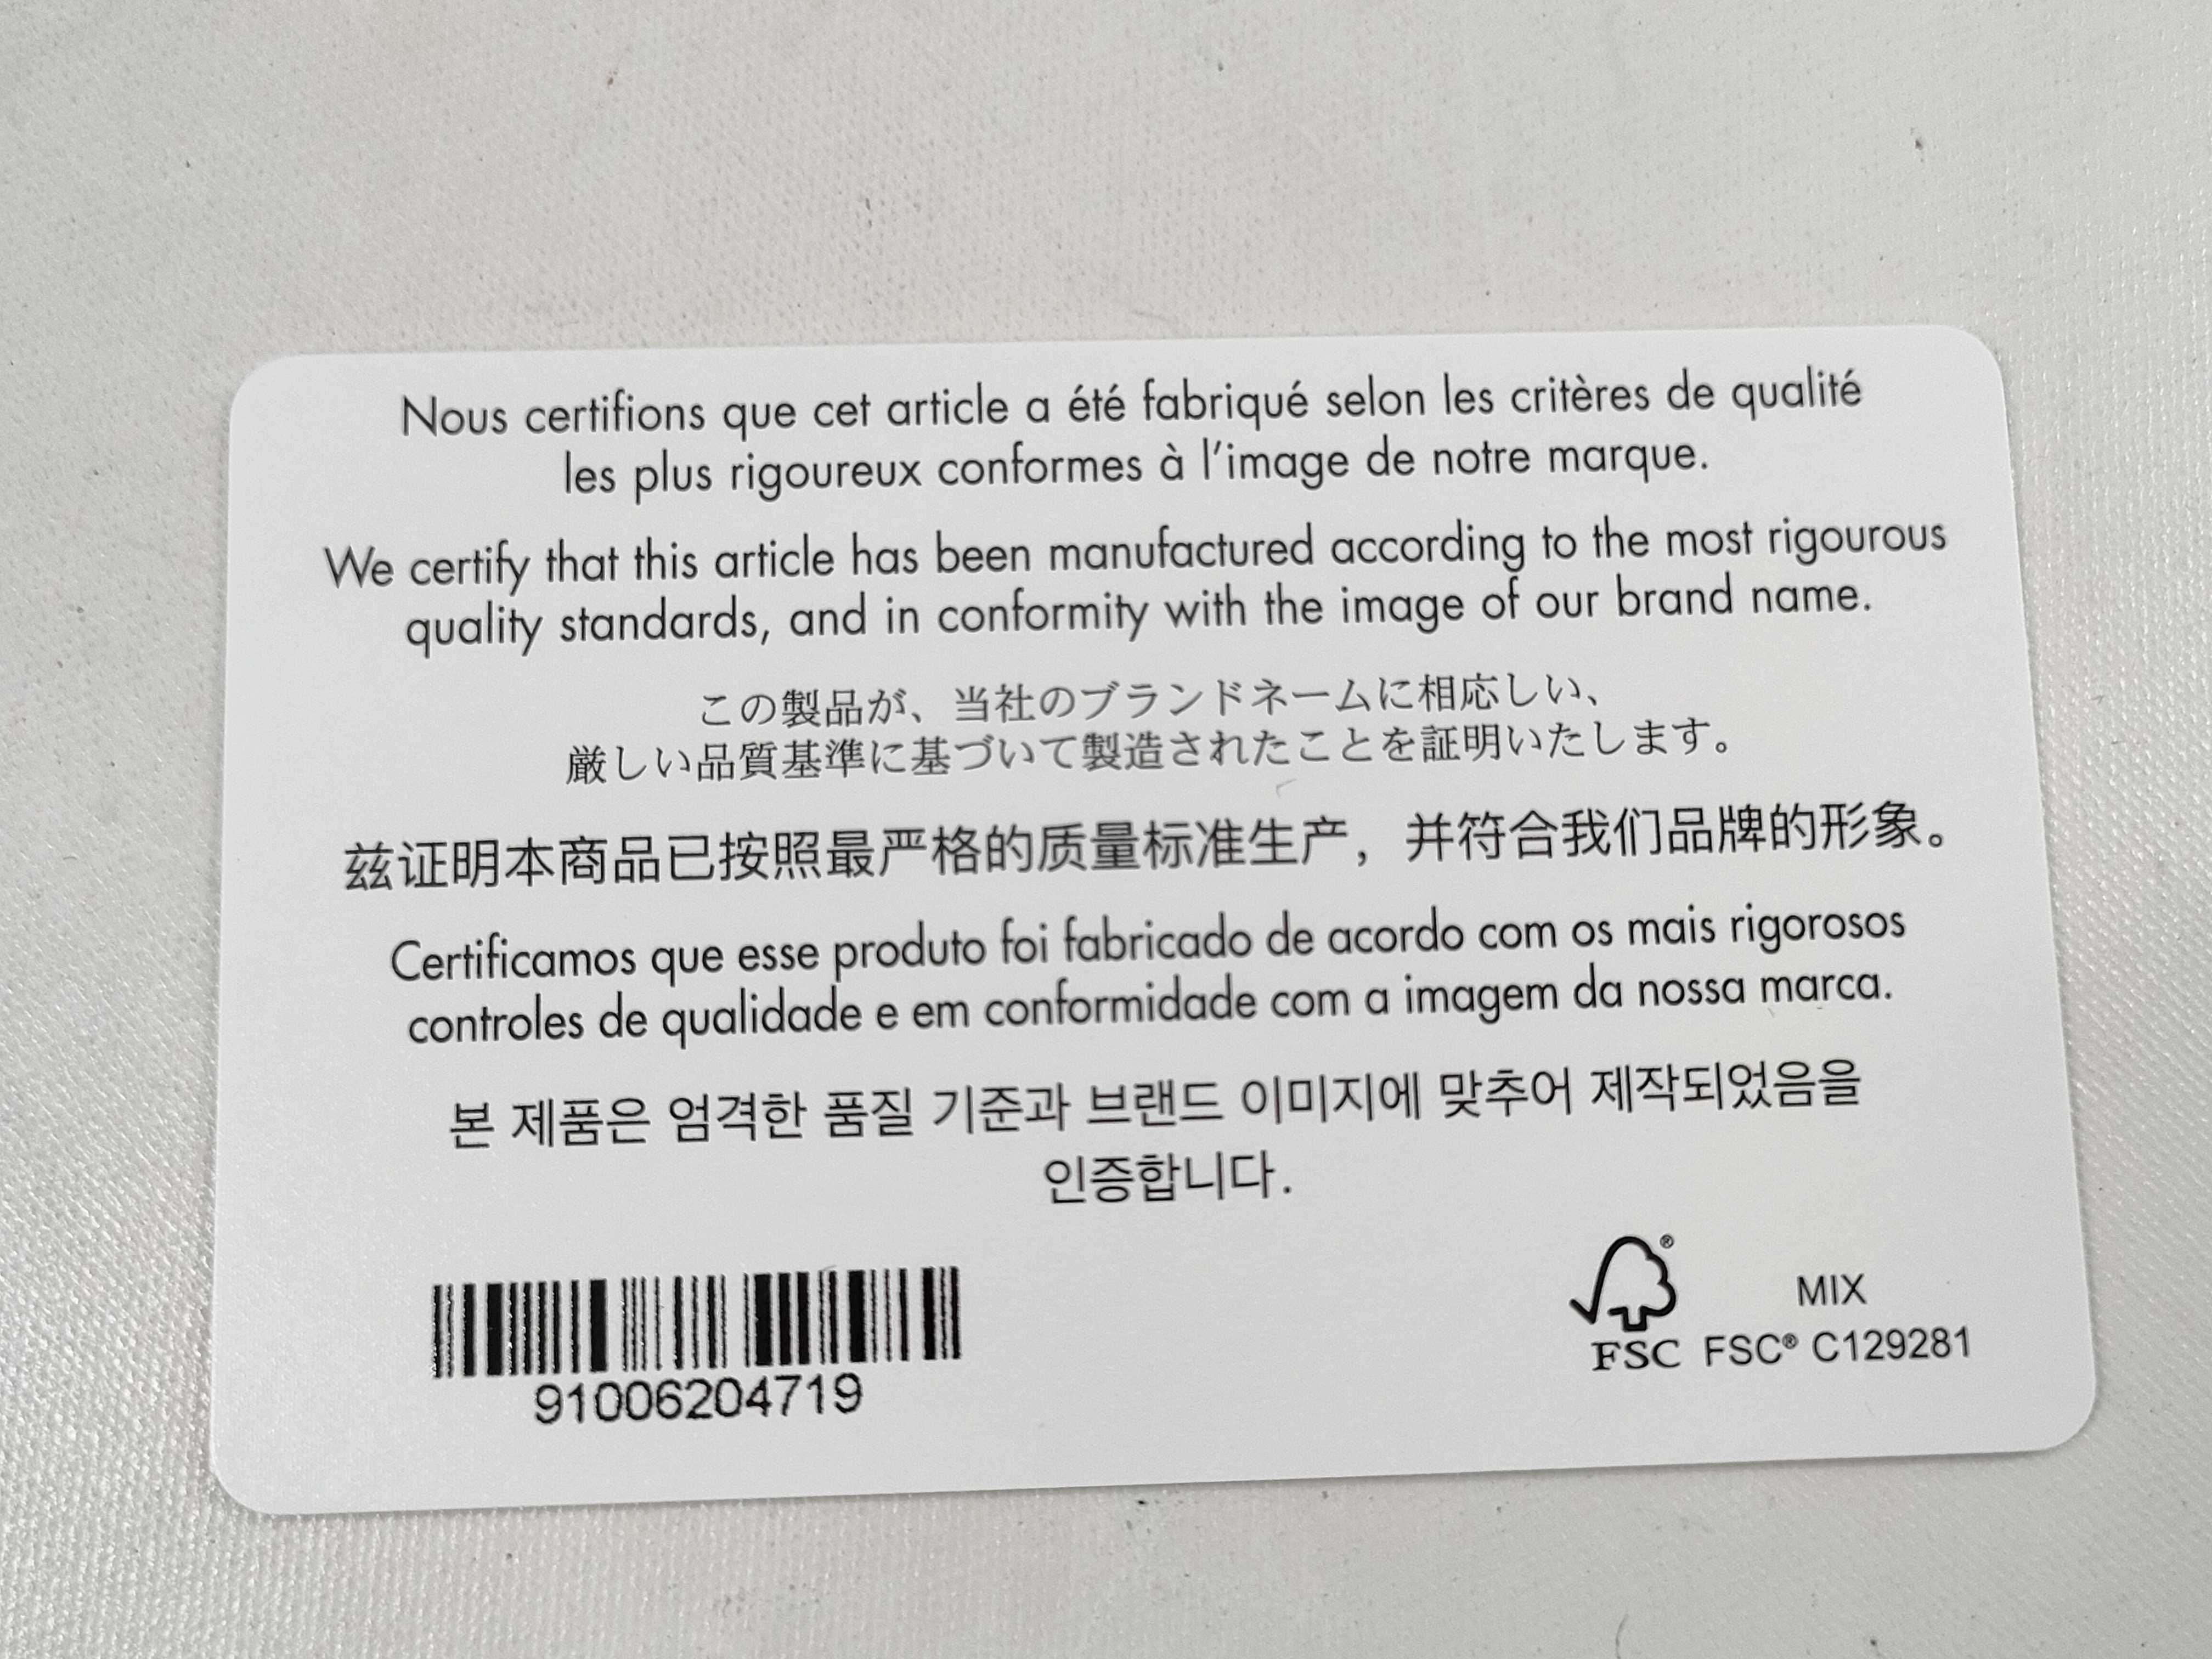 Nous certifions que cet article a été fabriqué selon les critères de qualité
les plus rigoureux conformes à l'image de notre marque.
We certify that this article has been manufactured according to the most rigourous
quality standards, and in conformity with the image of our brand name.
この製品が、当社のブランドネームに相応しい、
厳しい品質基準に基づいて製造されたことを証明いたします。
兹证明本商品已按照最严格的质量标准生产，并符合我们品牌的形象。
Certificamos que esse produto foi fabricado de acordo com os mais rigorosos
controles de qualidade e em conformidade com a imagem da nossa marca.
본 제품은 엄격한 품질 기준과 브랜드 이미지에 맞추어 제작되었음을
인증합니다.
91006204719
®
FSC
MIX
FSC® C129281